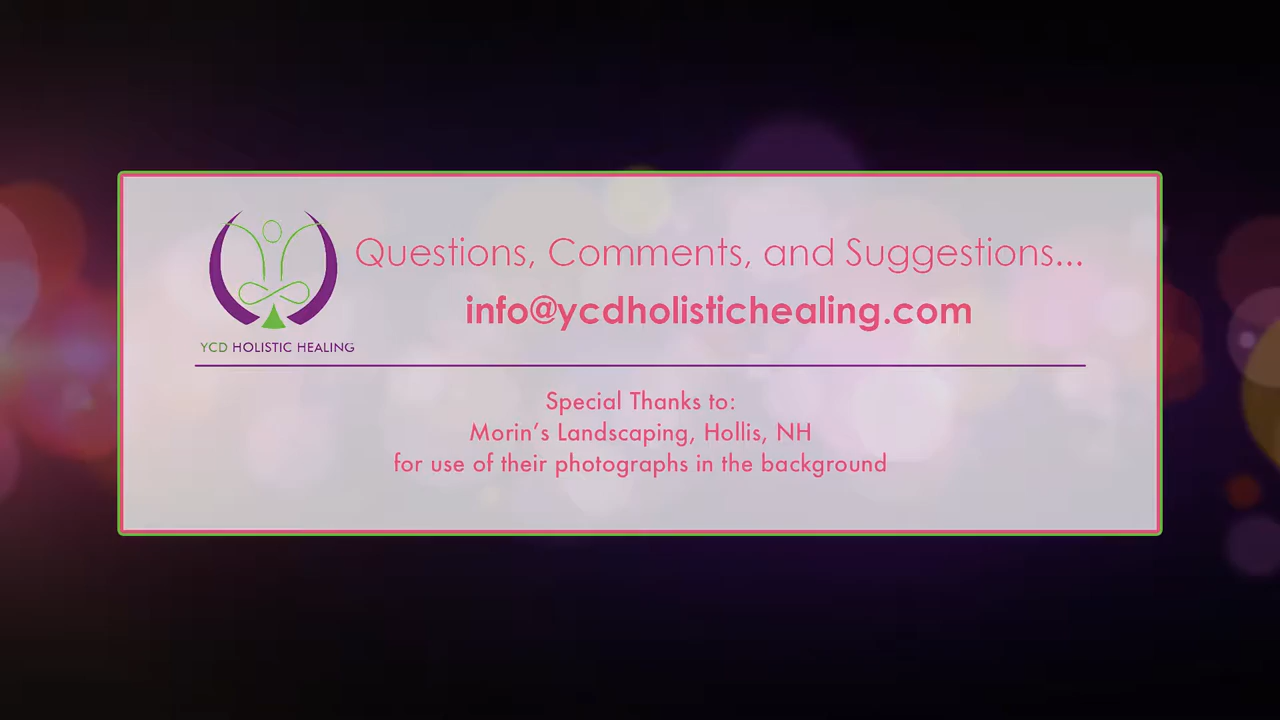 Questions, Comments, and Suggestions...
info@ycdholistichealing.com
YCD HOLISTIC HEALING
Special Thanks to:
Morin's Landscaping, Hollis, NH
for use of their photographs in the background